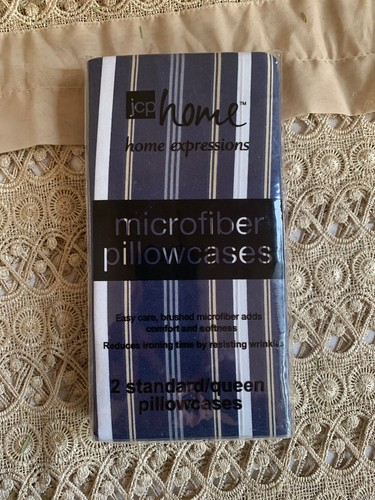 jcp home™
home expressions
microfiber
pillowcases
Easy care, brushed microfiber adds
comfort and softness
Reduces ironing time by resisting wrinkles
2 standard/queen
pillowcases